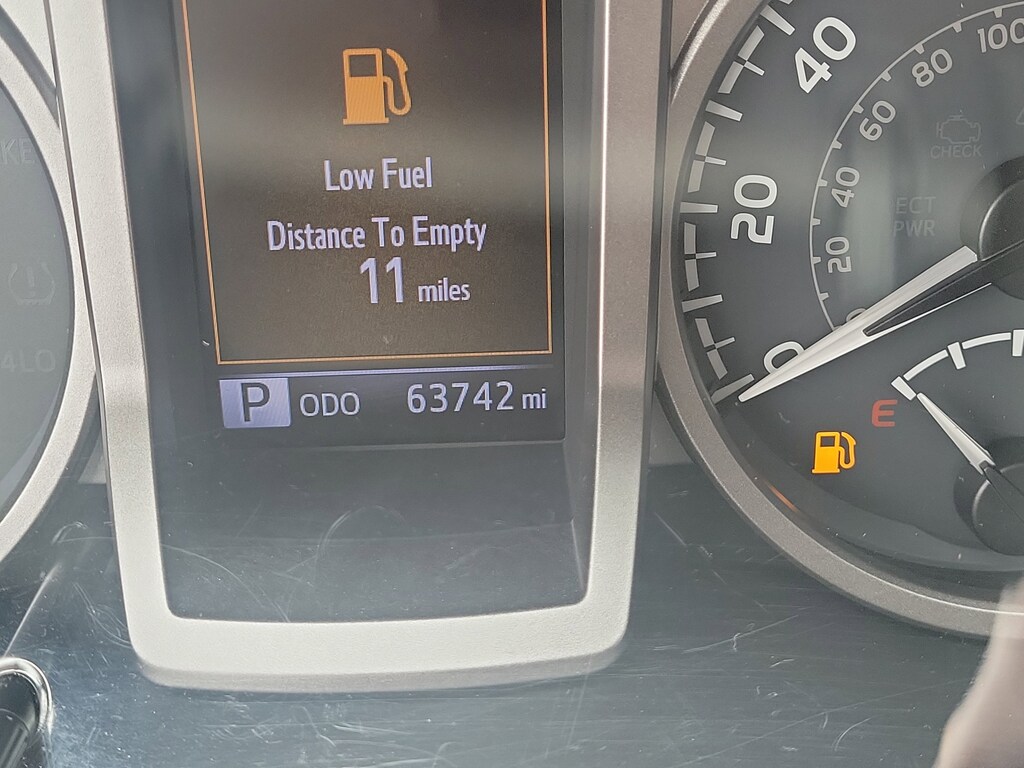 Low Fuel
Distance To Empty
11 miles
P ODO 63742 mi
40
20
0
100
80
60
40
20
CHECK
ECT
PWR
E
4LO